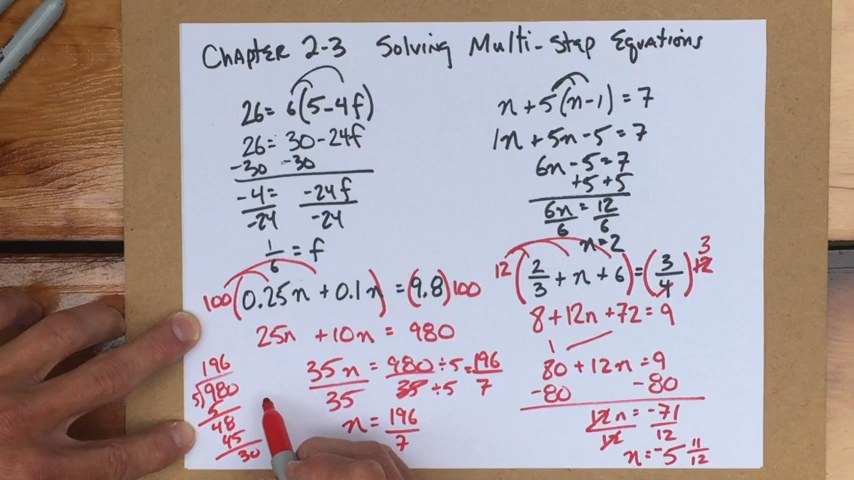 Chapter 2-3 Solving Multi-Step Equations
26 = 6(5-4f)
26 = 30-24f
-30 -30
-4 = -24f
-24 -24
1/6 = f
n+5(n-1) = 7
1n+5n-5 = 7
6n-5 = 7
+5 +5
6n/6 = 12/6
n=2
100(0.25n + 0.1n) = (9.8)100
25n + 10n = 980
35n/35 = 980÷5/35÷5 = 196/7
n = 196/7
196
5)980
5
48
45
30
12(2/3 + n + 6) = (3/4)12 3
8+12n+72 = 9
80+12n = 9
-80 -80
12n/12 = -71/12
n = -5 11/12